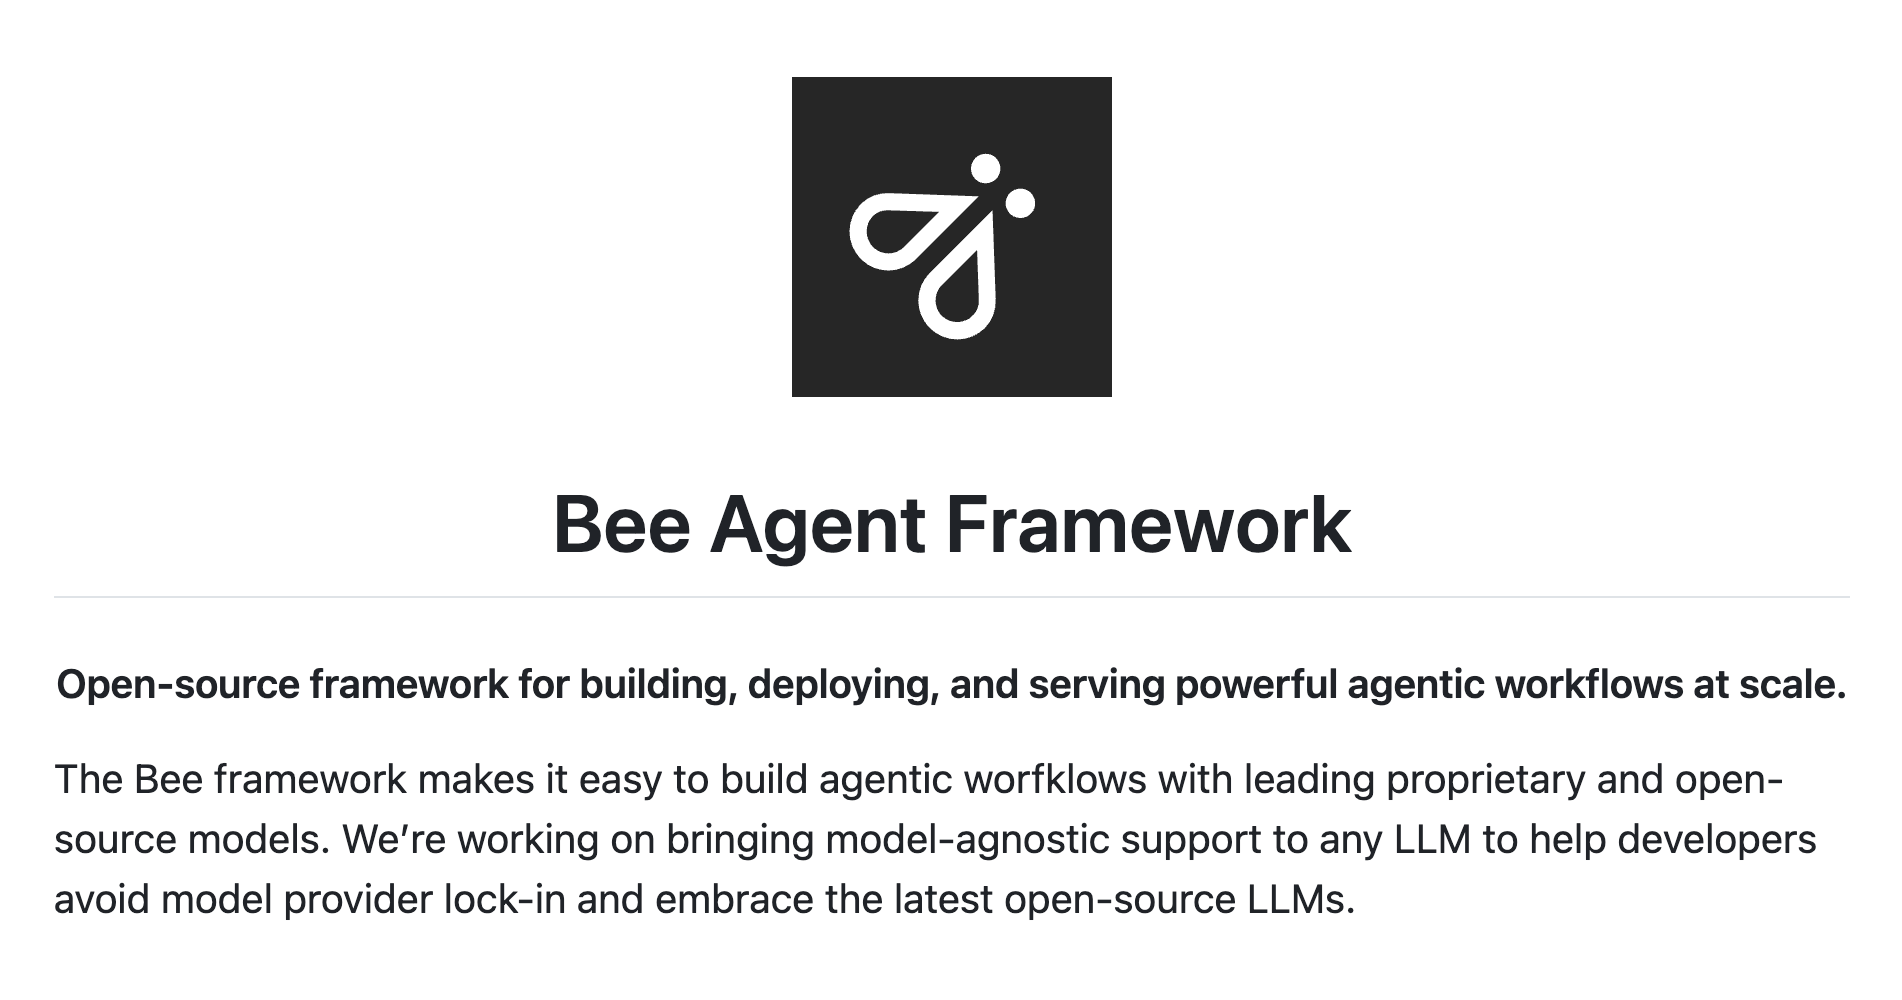 Bee Agent Framework
Open-source framework for building, deploying, and serving powerful agentic workflows at scale.
The Bee framework makes it easy to build agentic worfklows with leading proprietary and open-
source models. We’re working on bringing model-agnostic support to any LLM to help developers
avoid model provider lock-in and embrace the latest open-source LLMs.